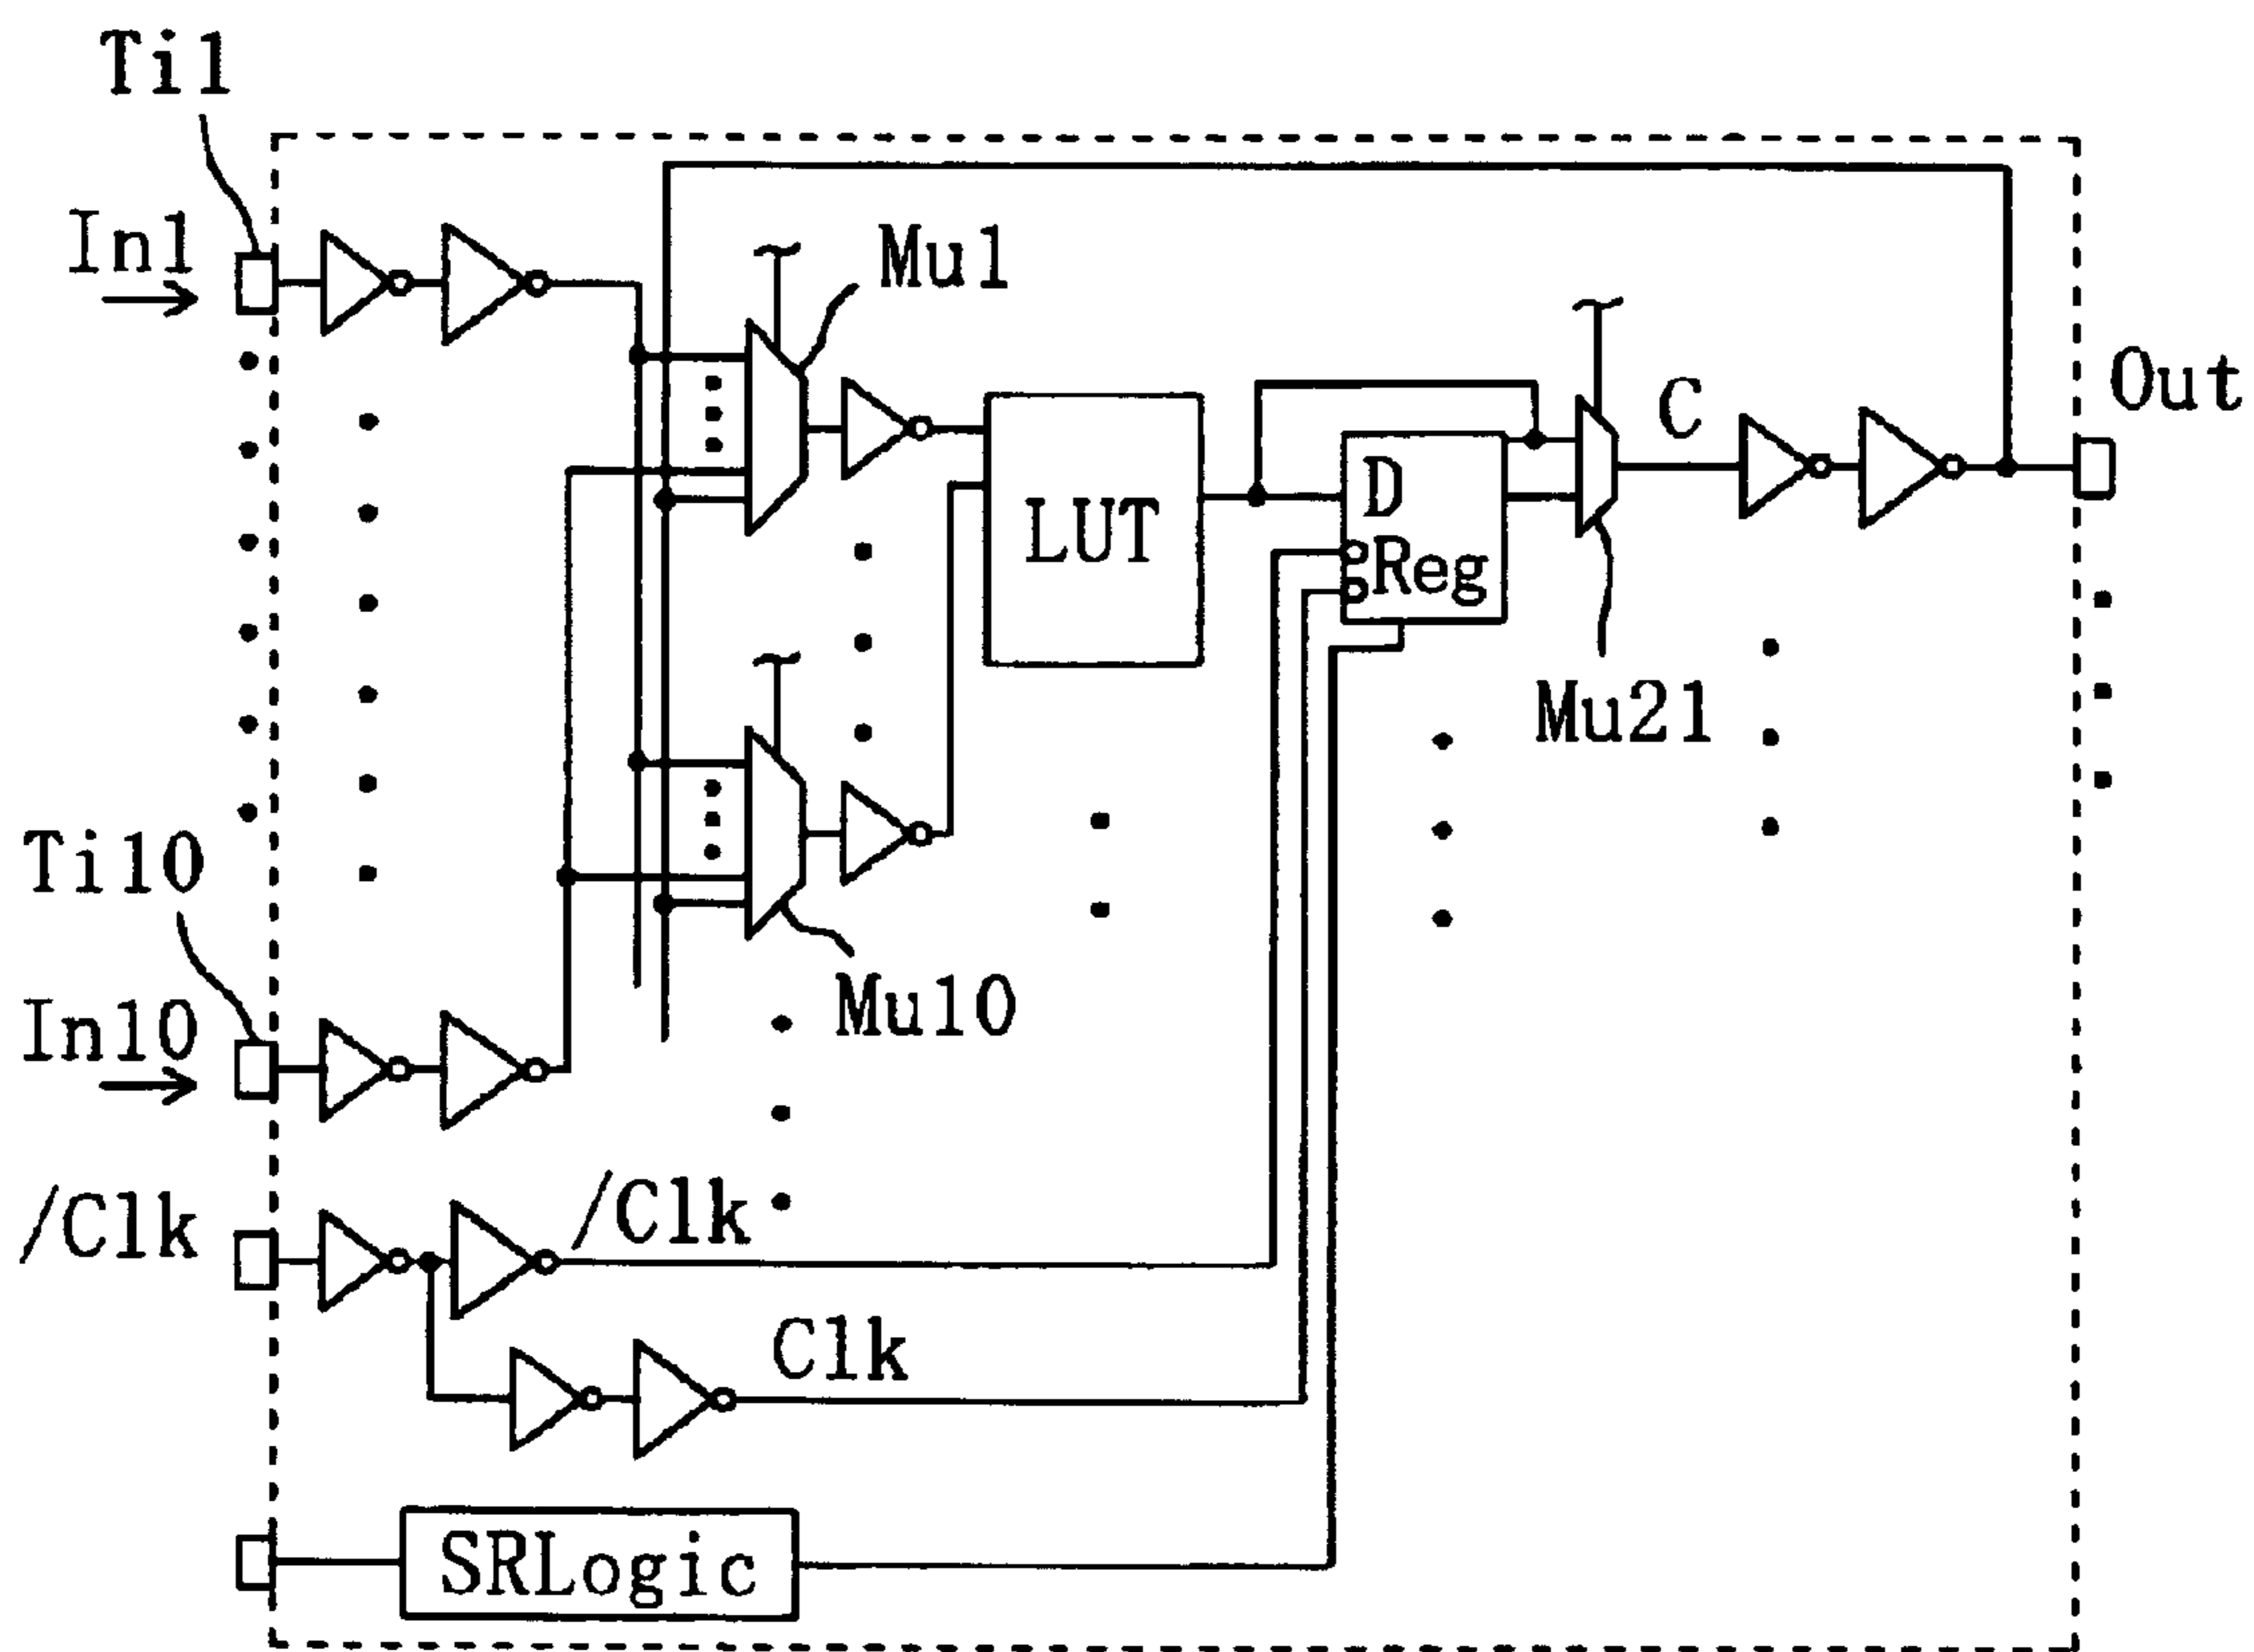 Ti1
In1
Mu1
C
Out
LUT
D
Reg
Mu21
Ti10
In10
Mu10
/Clk
/Clk
Clk
SRLogic